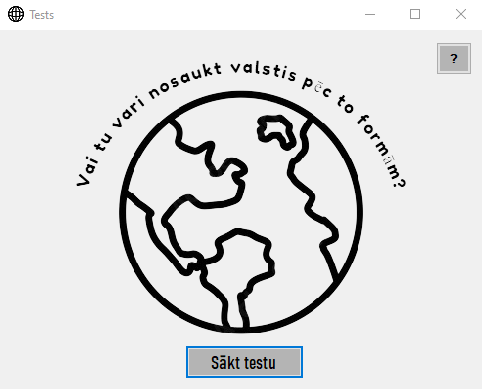 Tests
?
Vai tu vari nosaukt valstis pēc to formām?
Sākt testu